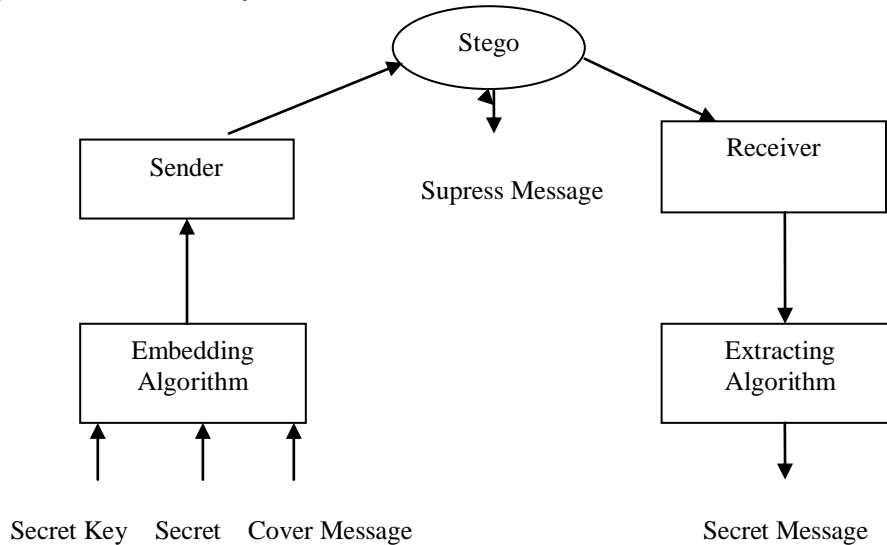 Stego
Sender
Receiver
Supress Message
Embedding
Algorithm
Extracting
Algorithm
Secret Key Secret Cover Message
Secret Message